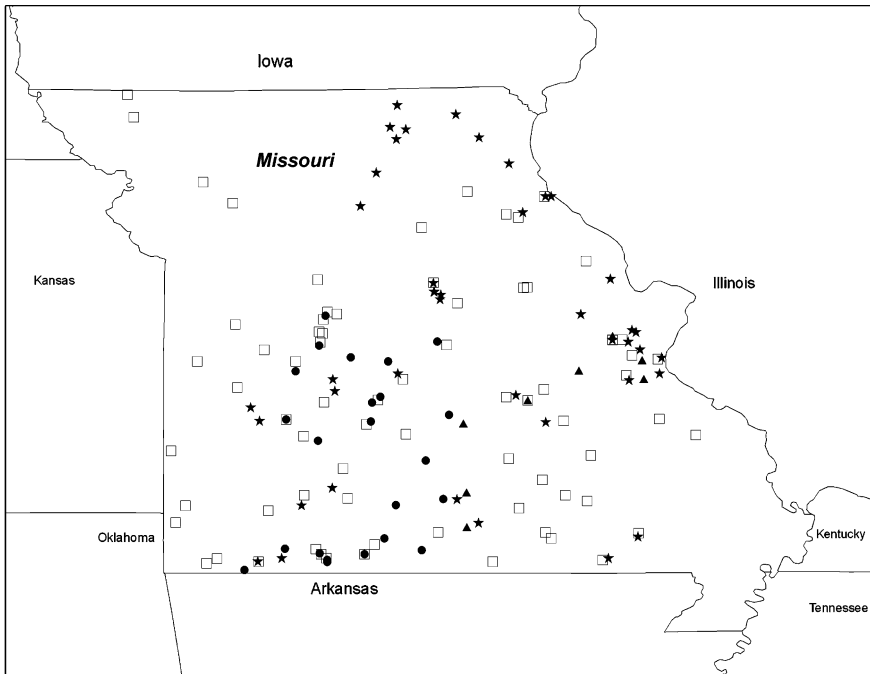 Iowa
Missouri
Kansas
Illinois
Oklahoma
Kentucky
Arkansas
Tennessee